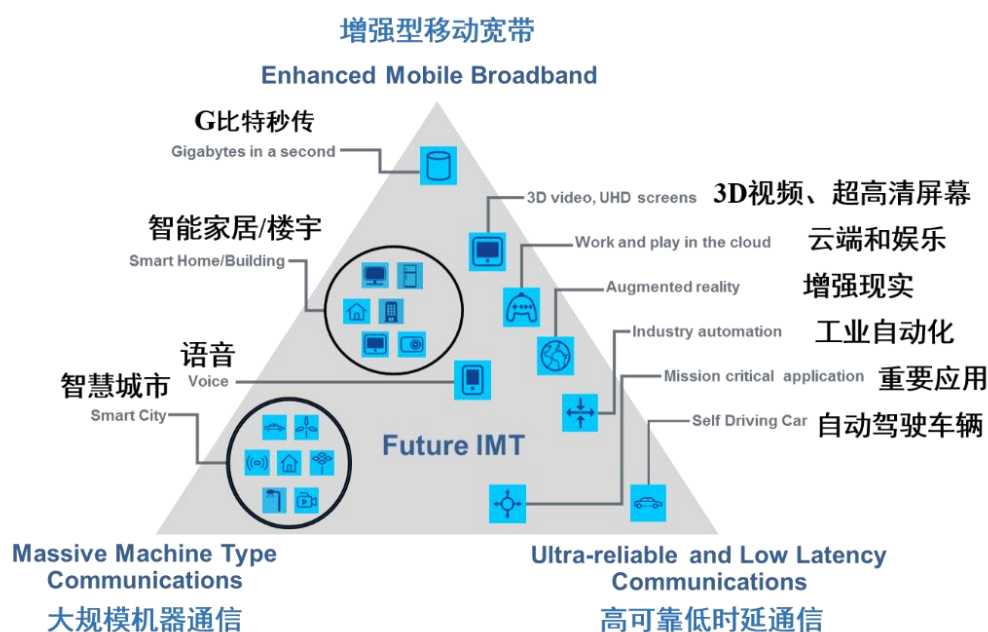 增强型移动宽带
Enhanced Mobile Broadband
G比特秒传
Gigabytes in a second
3D video, UHD screens 3D视频、超高清屏幕
智能家居/楼宇
Smart Home/Building
Work and play in the cloud 云端和娱乐
Augmented reality 增强现实
Industry automation 工业自动化
语音
Voice
Mission critical application 重要应用
智慧城市
Smart City
Self Driving Car 自动驾驶车辆
Future IMT
Massive Machine Type
Communications
大规模机器通信
Ultra-reliable and Low Latency
Communications
高可靠低时延通信